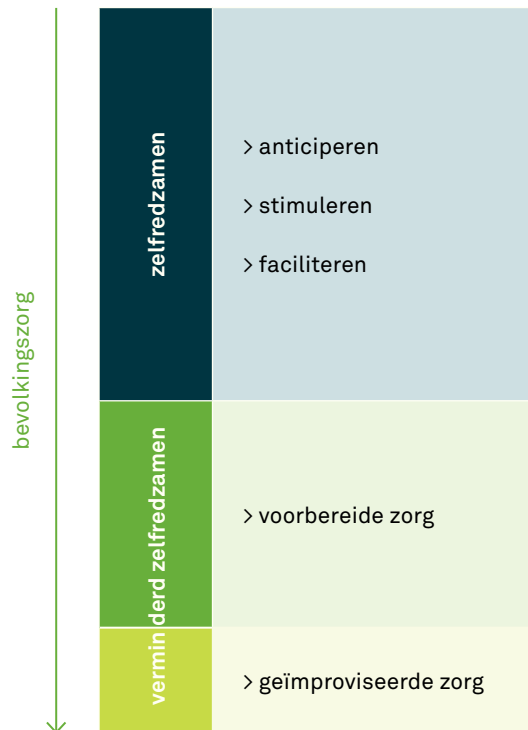 bevolkingszorg
zelfredzamen
> anticiperen
> stimuleren
> faciliteren
verminderd zelfredzamen
> voorbereide zorg
> geïmproviseerde zorg